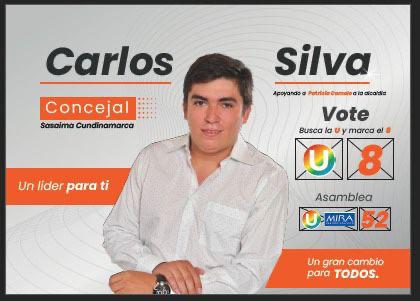 Carlos Silva
Concejal
Sasaima Cundinamarca
Apoyando a Patricia Camelo a la alcaldía
Vote
Busca la U y marca el 8
U 8
Un lider para ti
Asamblea
U MIRA 52
Un gran cambio
para TODOS.